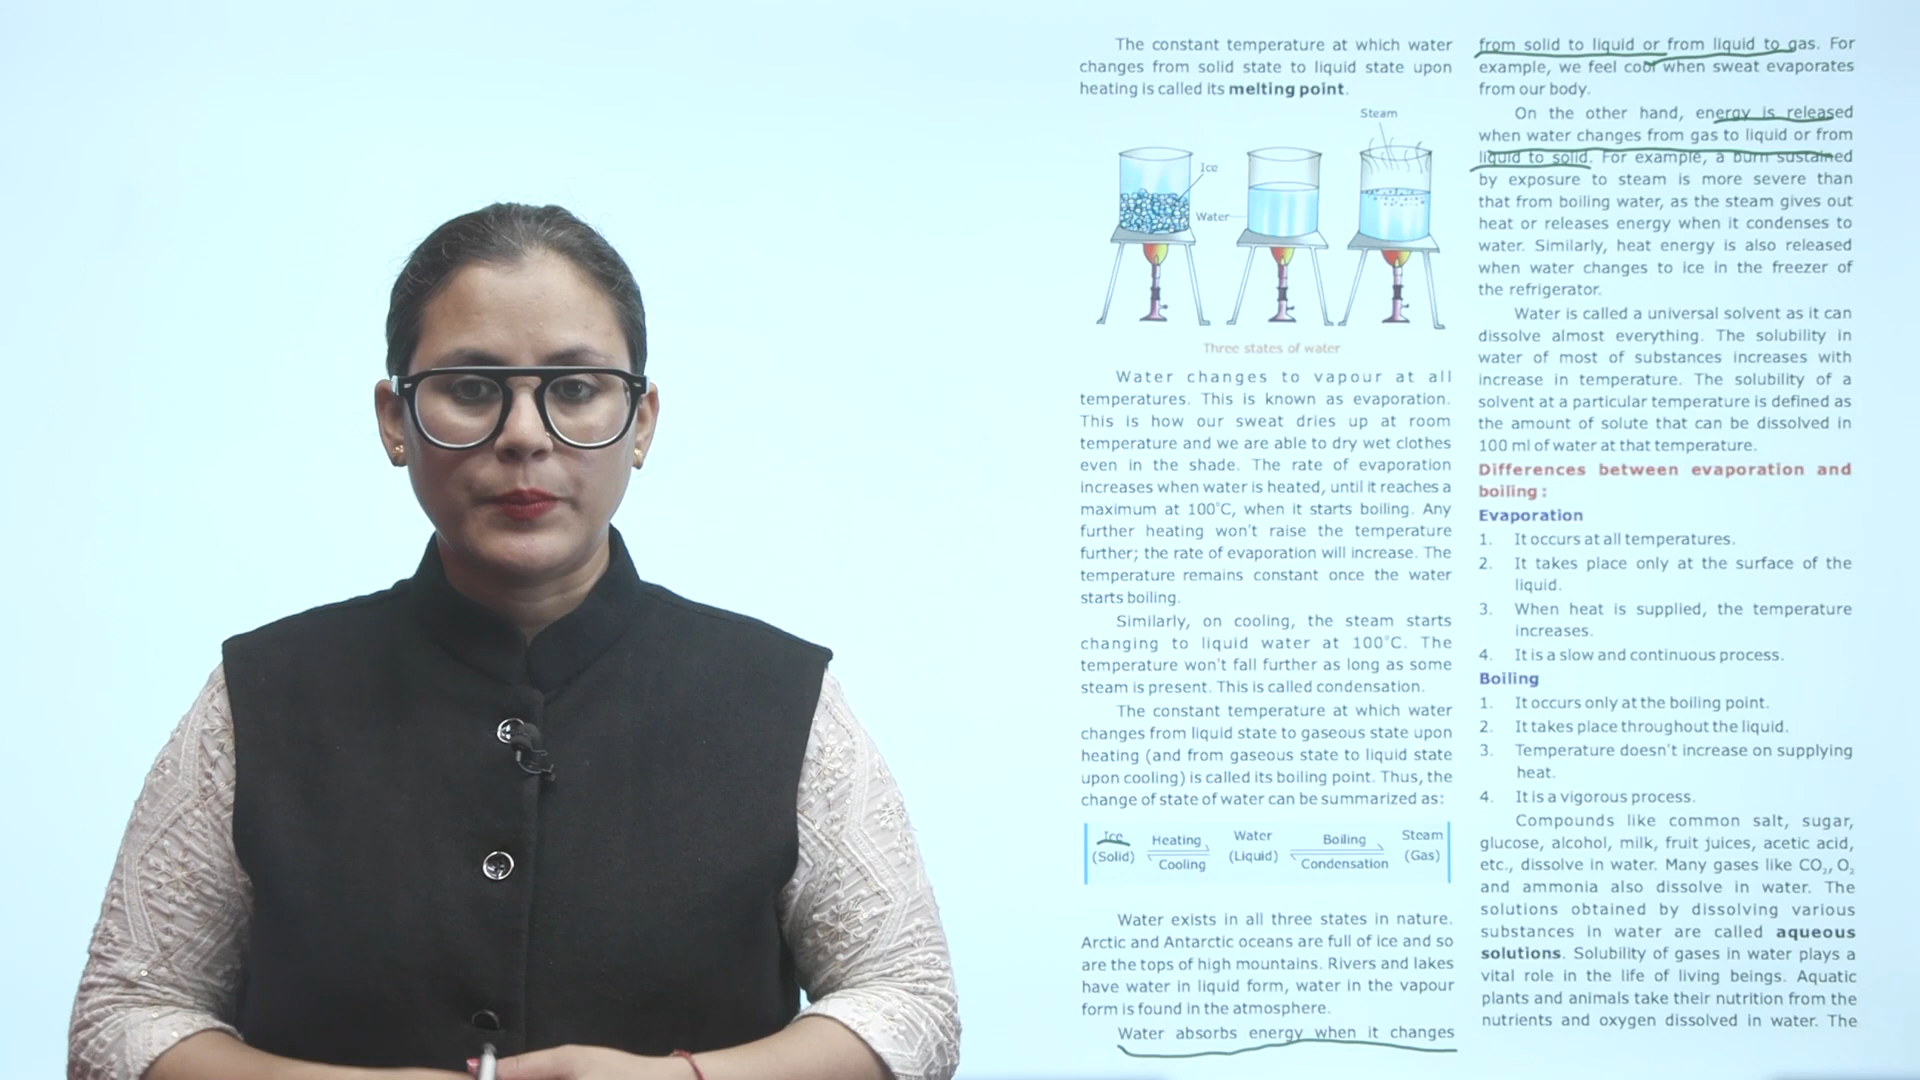 The constant temperature at which water
changes from solid state to liquid state upon
heating is called its melting point.
Steam
Ice
Water
Three states of water
Water changes to vapour at all
temperatures. This is known as evaporation.
This is how our sweat dries up at room
temperature and we are able to dry wet clothes
even in the shade. The rate of evaporation
increases when water is heated, until it reaches a
maximum at 100°C, when it starts boiling. Any
further heating won't raise the temperature
further; the rate of evaporation will increase. The
temperature remains constant once the water
starts boiling.
Similarly, on cooling, the steam starts
changing to liquid water at 100°C. The
temperature won't fall further as long as some
steam is present. This is called condensation.
The constant temperature at which water
changes from liquid state to gaseous state upon
heating (and from gaseous state to liquid state
upon cooling) is called its boiling point. Thus, the
change of state of water can be summarized as:
Ice Heating Water Boiling Steam
(Solid) Cooling (Liquid) Condensation (Gas)
Water exists in all three states in nature.
Arctic and Antarctic oceans are full of ice and so
are the tops of high mountains. Rivers and lakes
have water in liquid form, water in the vapour
form is found in the atmosphere.
Water absorbs energy when it changes
from solid to liquid or from liquid to gas. For
example, we feel cool when sweat evaporates
from our body.
On the other hand, energy is released
when water changes from gas to liquid or from
liquid to solid. For example, a burn sustained
by exposure to steam is more severe than
that from boiling water, as the steam gives out
heat or releases energy when it condenses to
water. Similarly, heat energy is also released
when water changes to ice in the freezer of
the refrigerator.
Water is called a universal solvent as it can
dissolve almost everything. The solubility in
water of most of substances increases with
increase in temperature. The solubility of a
solvent at a particular temperature is defined as
the amount of solute that can be dissolved in
100 ml of water at that temperature.
Differences between evaporation and
boiling :
Evaporation
1. It occurs at all temperatures.
2. It takes place only at the surface of the
liquid.
3. When heat is supplied, the temperature
increases.
4. It is a slow and continuous process.
Boiling
1. It occurs only at the boiling point.
2. It takes place throughout the liquid.
3. Temperature doesn't increase on supplying
heat.
4. It is a vigorous process.
Compounds like common salt, sugar,
glucose, alcohol, milk, fruit juices, acetic acid,
etc., dissolve in water. Many gases like CO₂, O₂
and ammonia also dissolve in water. The
solutions obtained by dissolving various
substances in water are called aqueous
solutions. Solubility of gases in water plays a
vital role in the life of living beings. Aquatic
plants and animals take their nutrition from the
nutrients and oxygen dissolved in water. The